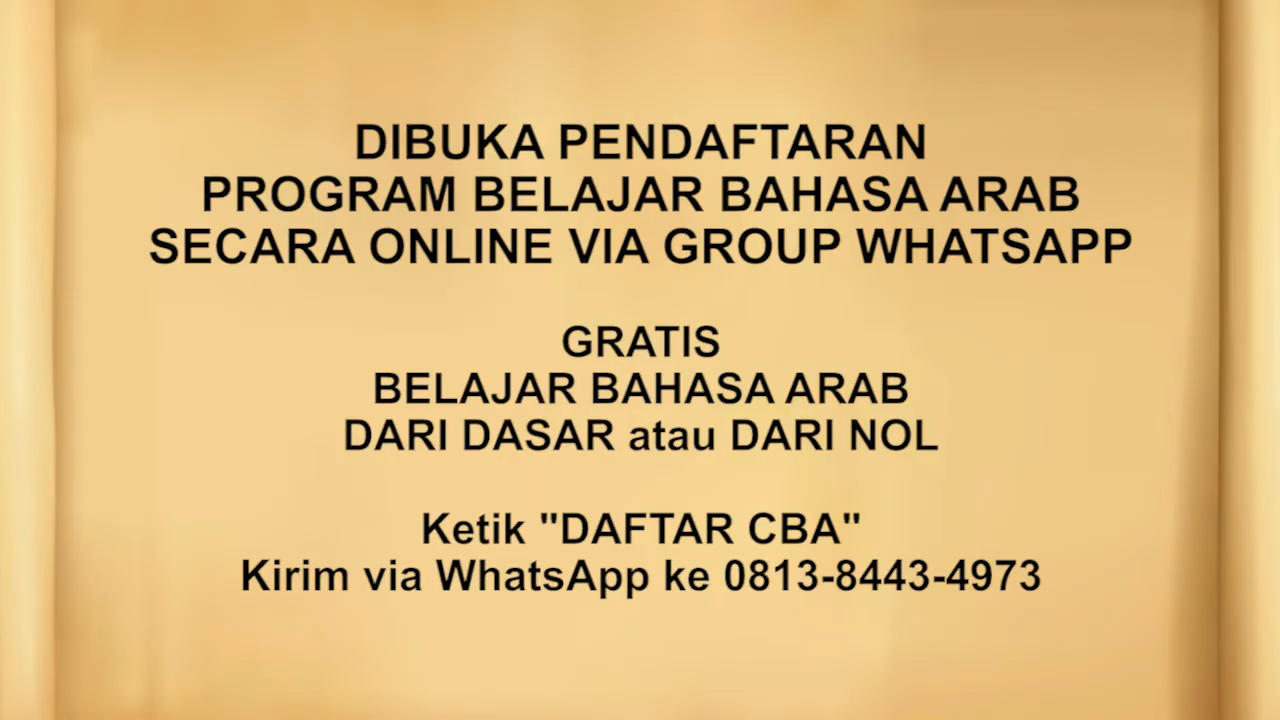 DIBUKA PENDAFTARAN
PROGRAM BELAJAR BAHASA ARAB
SECARA ONLINE VIA GROUP WHATSAPP
GRATIS
BELAJAR BAHASA ARAB
DARI DASAR atau DARI NOL
Ketik "DAFTAR CBA"
Kirim via WhatsApp ke 0813-8443-4973